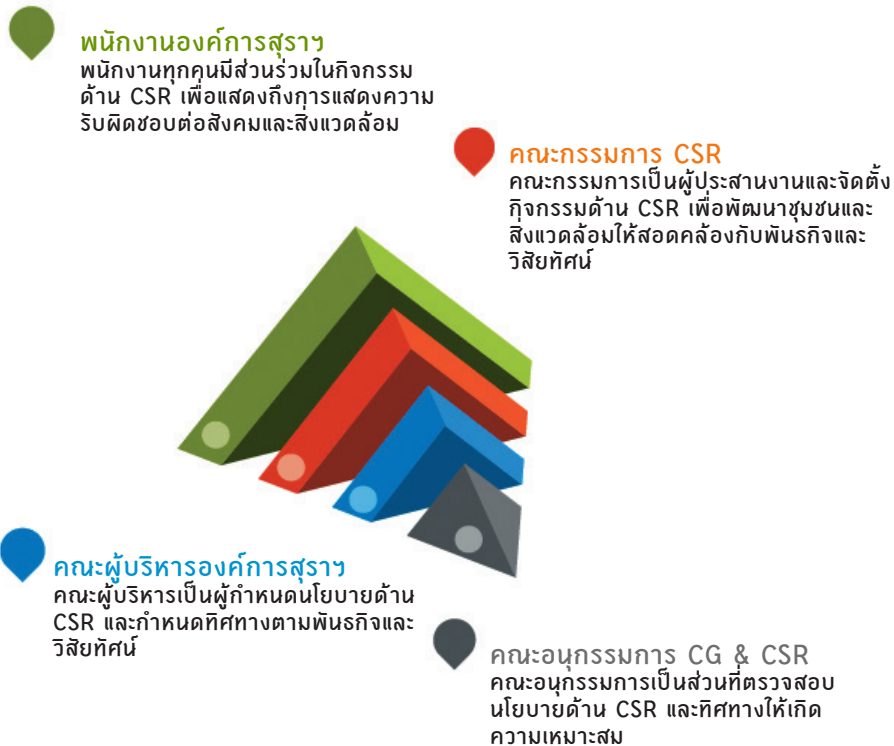 พนักงานองค์การสุราฯ
พนักงานทุกคนมีส่วนร่วมในกิจกรรม
ด้าน CSR เพื่อแสดงถึงการแสดงความ
รับผิดชอบต่อสังคมและสิ่งแวดล้อม
คณะกรรมการ CSR
คณะกรรมการเป็นผู้ประสานงานและจัดตั้ง
กิจกรรมด้าน CSR เพื่อพัฒนาชุมชนและ
สิ่งแวดล้อมให้สอดคล้องกับพันธกิจและ
วิสัยทัศน์
คณะผู้บริหารองค์การสุราฯ
คณะผู้บริหารเป็นผู้กำหนดนโยบายด้าน
CSR และกำหนดทิศทางตามพันธกิจและ
วิสัยทัศน์
คณะอนุกรรมการ CG & CSR
คณะอนุกรรมการเป็นส่วนที่ตรวจสอบ
นโยบายด้าน CSR และทิศทางให้เกิด
ความเหมาะสม